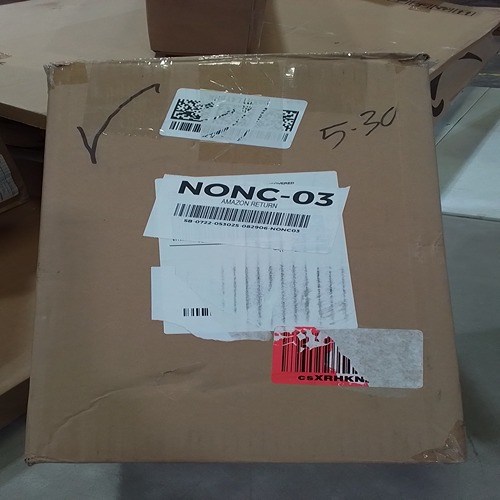 5-30
NONC-03
AMAZON RETURN
SB-0722-053025-082906-NONC03
csXRHKN